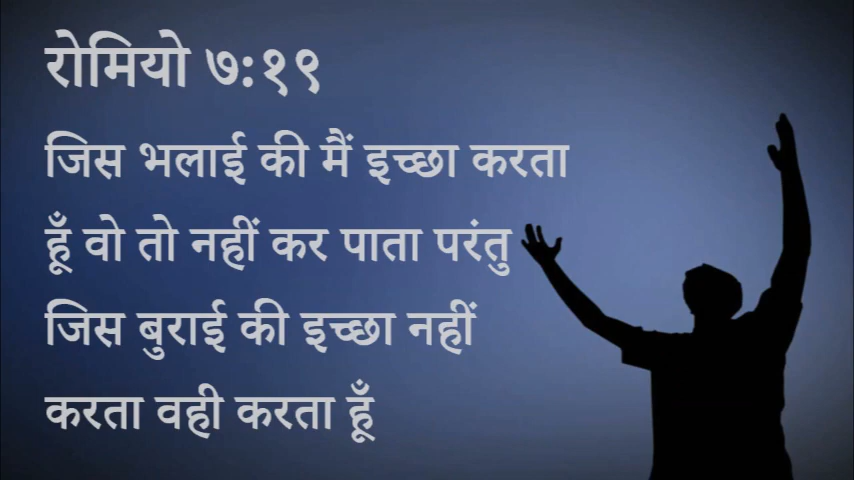 रोमियो ७:१९
जिस भलाई की मैं इच्छा करता
हूँ वो तो नहीं कर पाता परंतु
जिस बुराई की इच्छा नहीं
करता वही करता हूँ